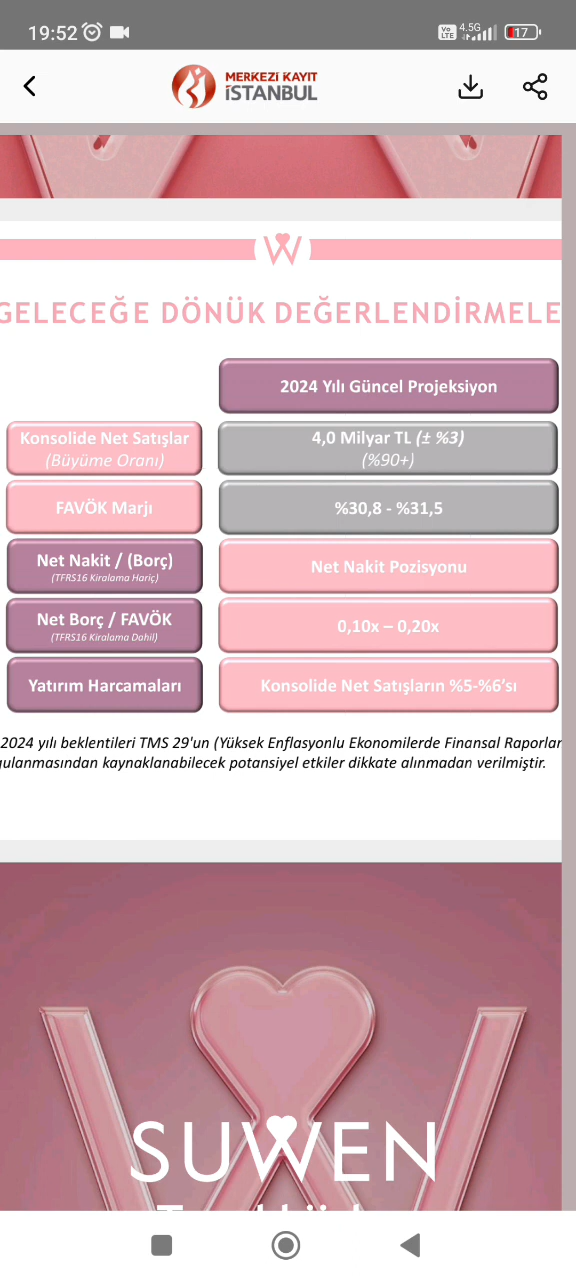 19:52
Vo LTE 4.5G 17
MERKEZİ KAYIT
İSTANBUL
GELECEĞE DÖNÜK DEĞERLENDİRMELE
2024 Yılı Güncel Projeksiyon
Konsolide Net Satışlar
(Büyüme Oranı)
4,0 Milyar TL (± %3)
(%90+)
FAVÖK Marjı
%30,8 - %31,5
Net Nakit / (Borç)
(TFRS16 Kiralama Hariç)
Net Nakit Pozisyonu
Net Borç / FAVÖK
(TFRS16 Kiralama Dahil)
0,10x – 0,20x
Yatırım Harcamaları
Konsolide Net Satışların %5-%6’sı
2024 yılı beklentileri TMS 29'un (Yüksek Enflasyonlu Ekonomilerde Finansal Raporlar
gulanmasından kaynaklanabilecek potansiyel etkiler dikkate alınmadan verilmiştir.
SUWEN